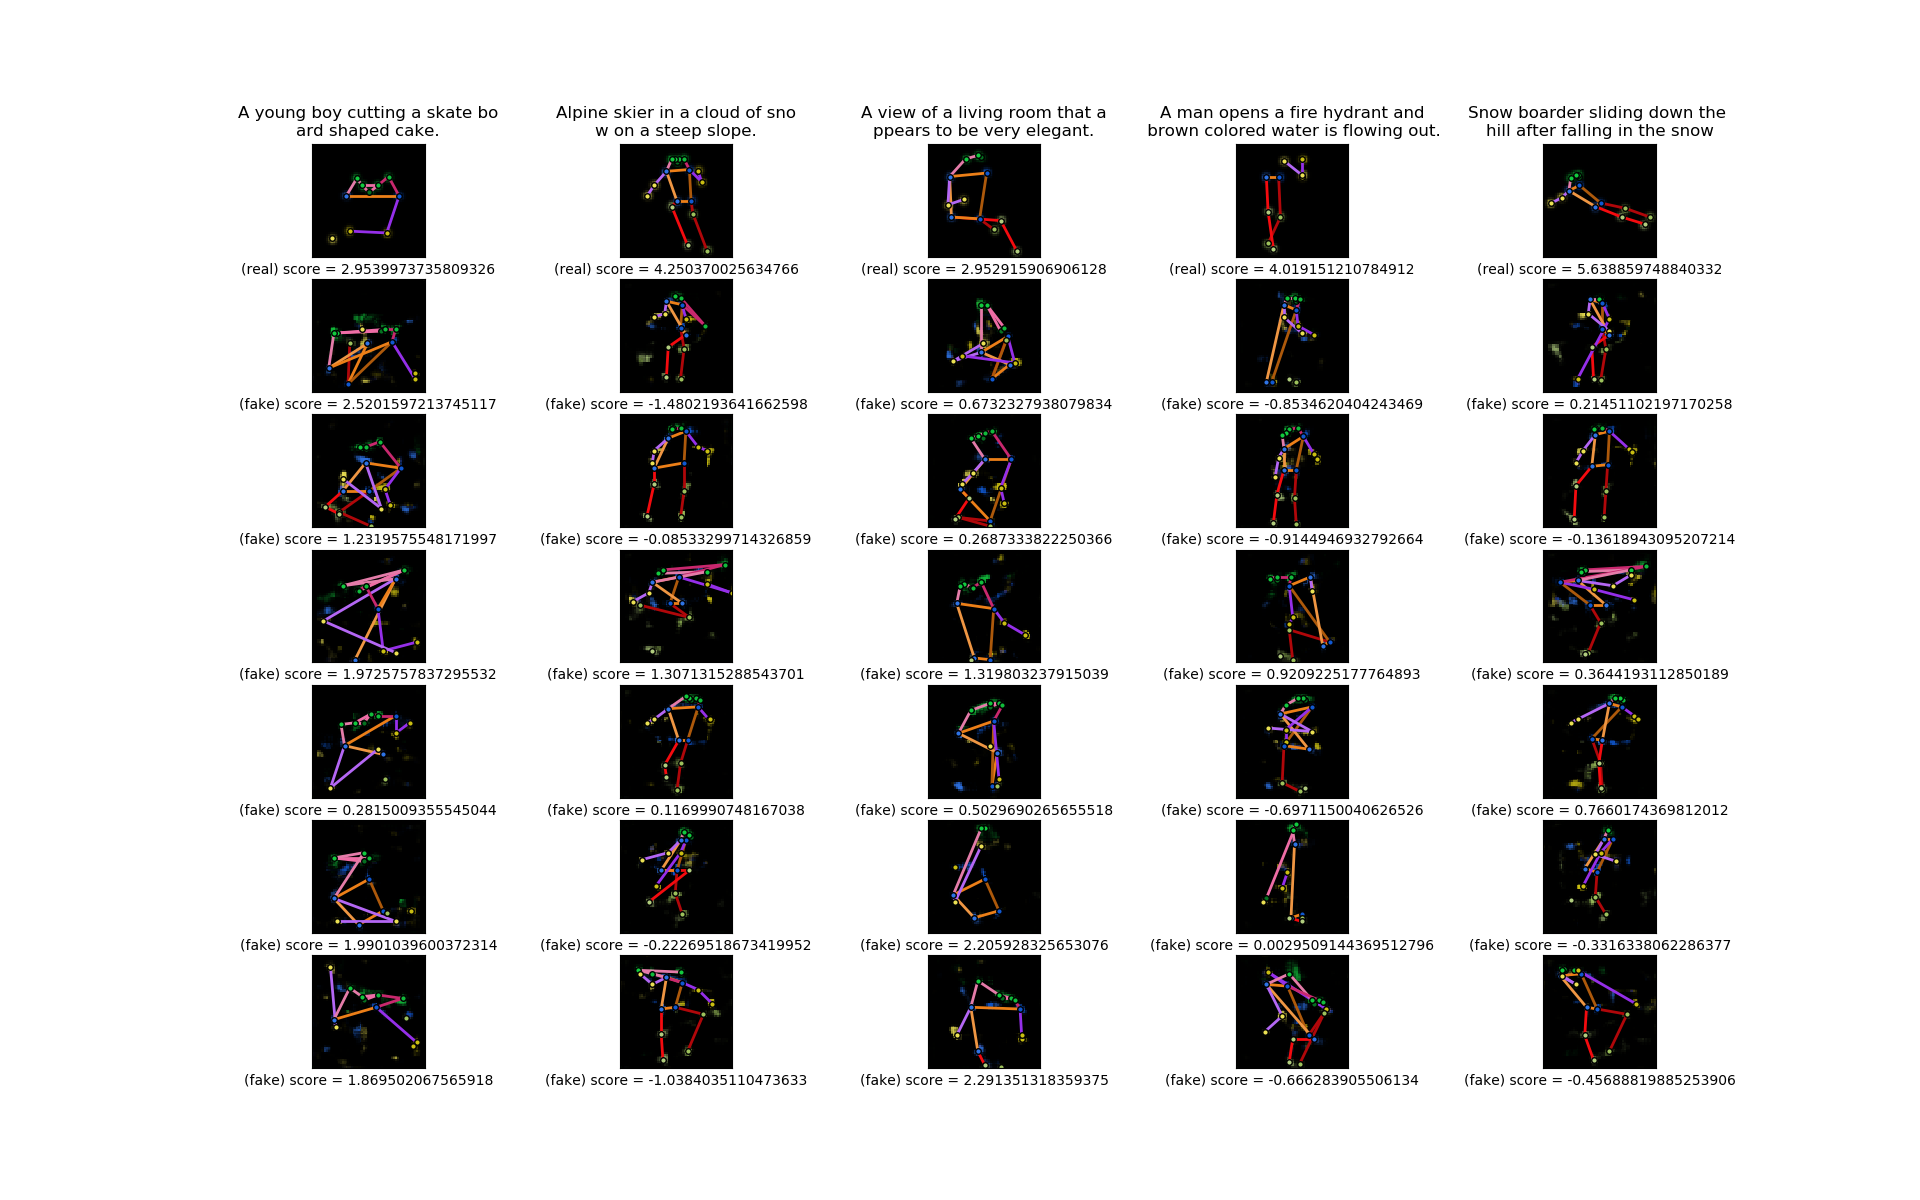 A young boy cutting a skate bo
ard shaped cake.
Alpine skier in a cloud of sno
w on a steep slope.
A view of a living room that a
ppears to be very elegant.
A man opens a fire hydrant and
brown colored water is flowing out.
Snow boarder sliding down the
hill after falling in the snow
(real) score = 2.9539973735809326
(real) score = 4.250370025634766
(real) score = 2.952915906906128
(real) score = 4.019151210784912
(real) score = 5.638859748840332
(fake) score = 2.5201597213745117
(fake) score = -1.4802193641662598
(fake) score = 0.6732327938079834
(fake) score = -0.8534620404243469
(fake) score = 0.21451102197170258
(fake) score = 1.2319575548171997
(fake) score = -0.08533299714326859
(fake) score = 0.2687333822250366
(fake) score = -0.9144946932792664
(fake) score = -0.13618943095207214
(fake) score = 1.9725757837295532
(fake) score = 1.3071315288543701
(fake) score = 1.319803237915039
(fake) score = 0.9209225177764893
(fake) score = 0.3644193112850189
(fake) score = 0.2815009355545044
(fake) score = 0.1169990748167038
(fake) score = 0.5029690265655518
(fake) score = -0.6971150040626526
(fake) score = 0.7660174369812012
(fake) score = 1.9901039600372314
(fake) score = -0.22269518673419952
(fake) score = 2.205928325653076
(fake) score = 0.0029509144369512796
(fake) score = -0.3316338062286377
(fake) score = 1.869502067565918
(fake) score = -1.0384035110473633
(fake) score = 2.291351318359375
(fake) score = -0.666283905506134
(fake) score = -0.45688819885253906